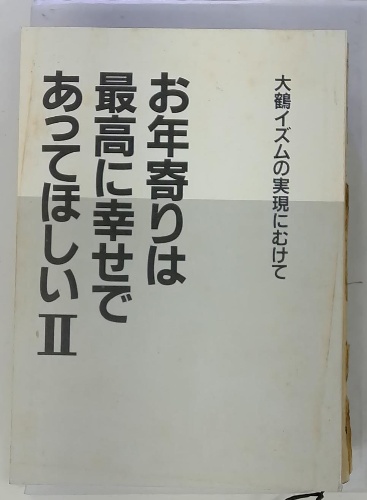 大鶴イズムの実現にむけて
お年寄りは
最高に幸せで
あってほしいⅡ